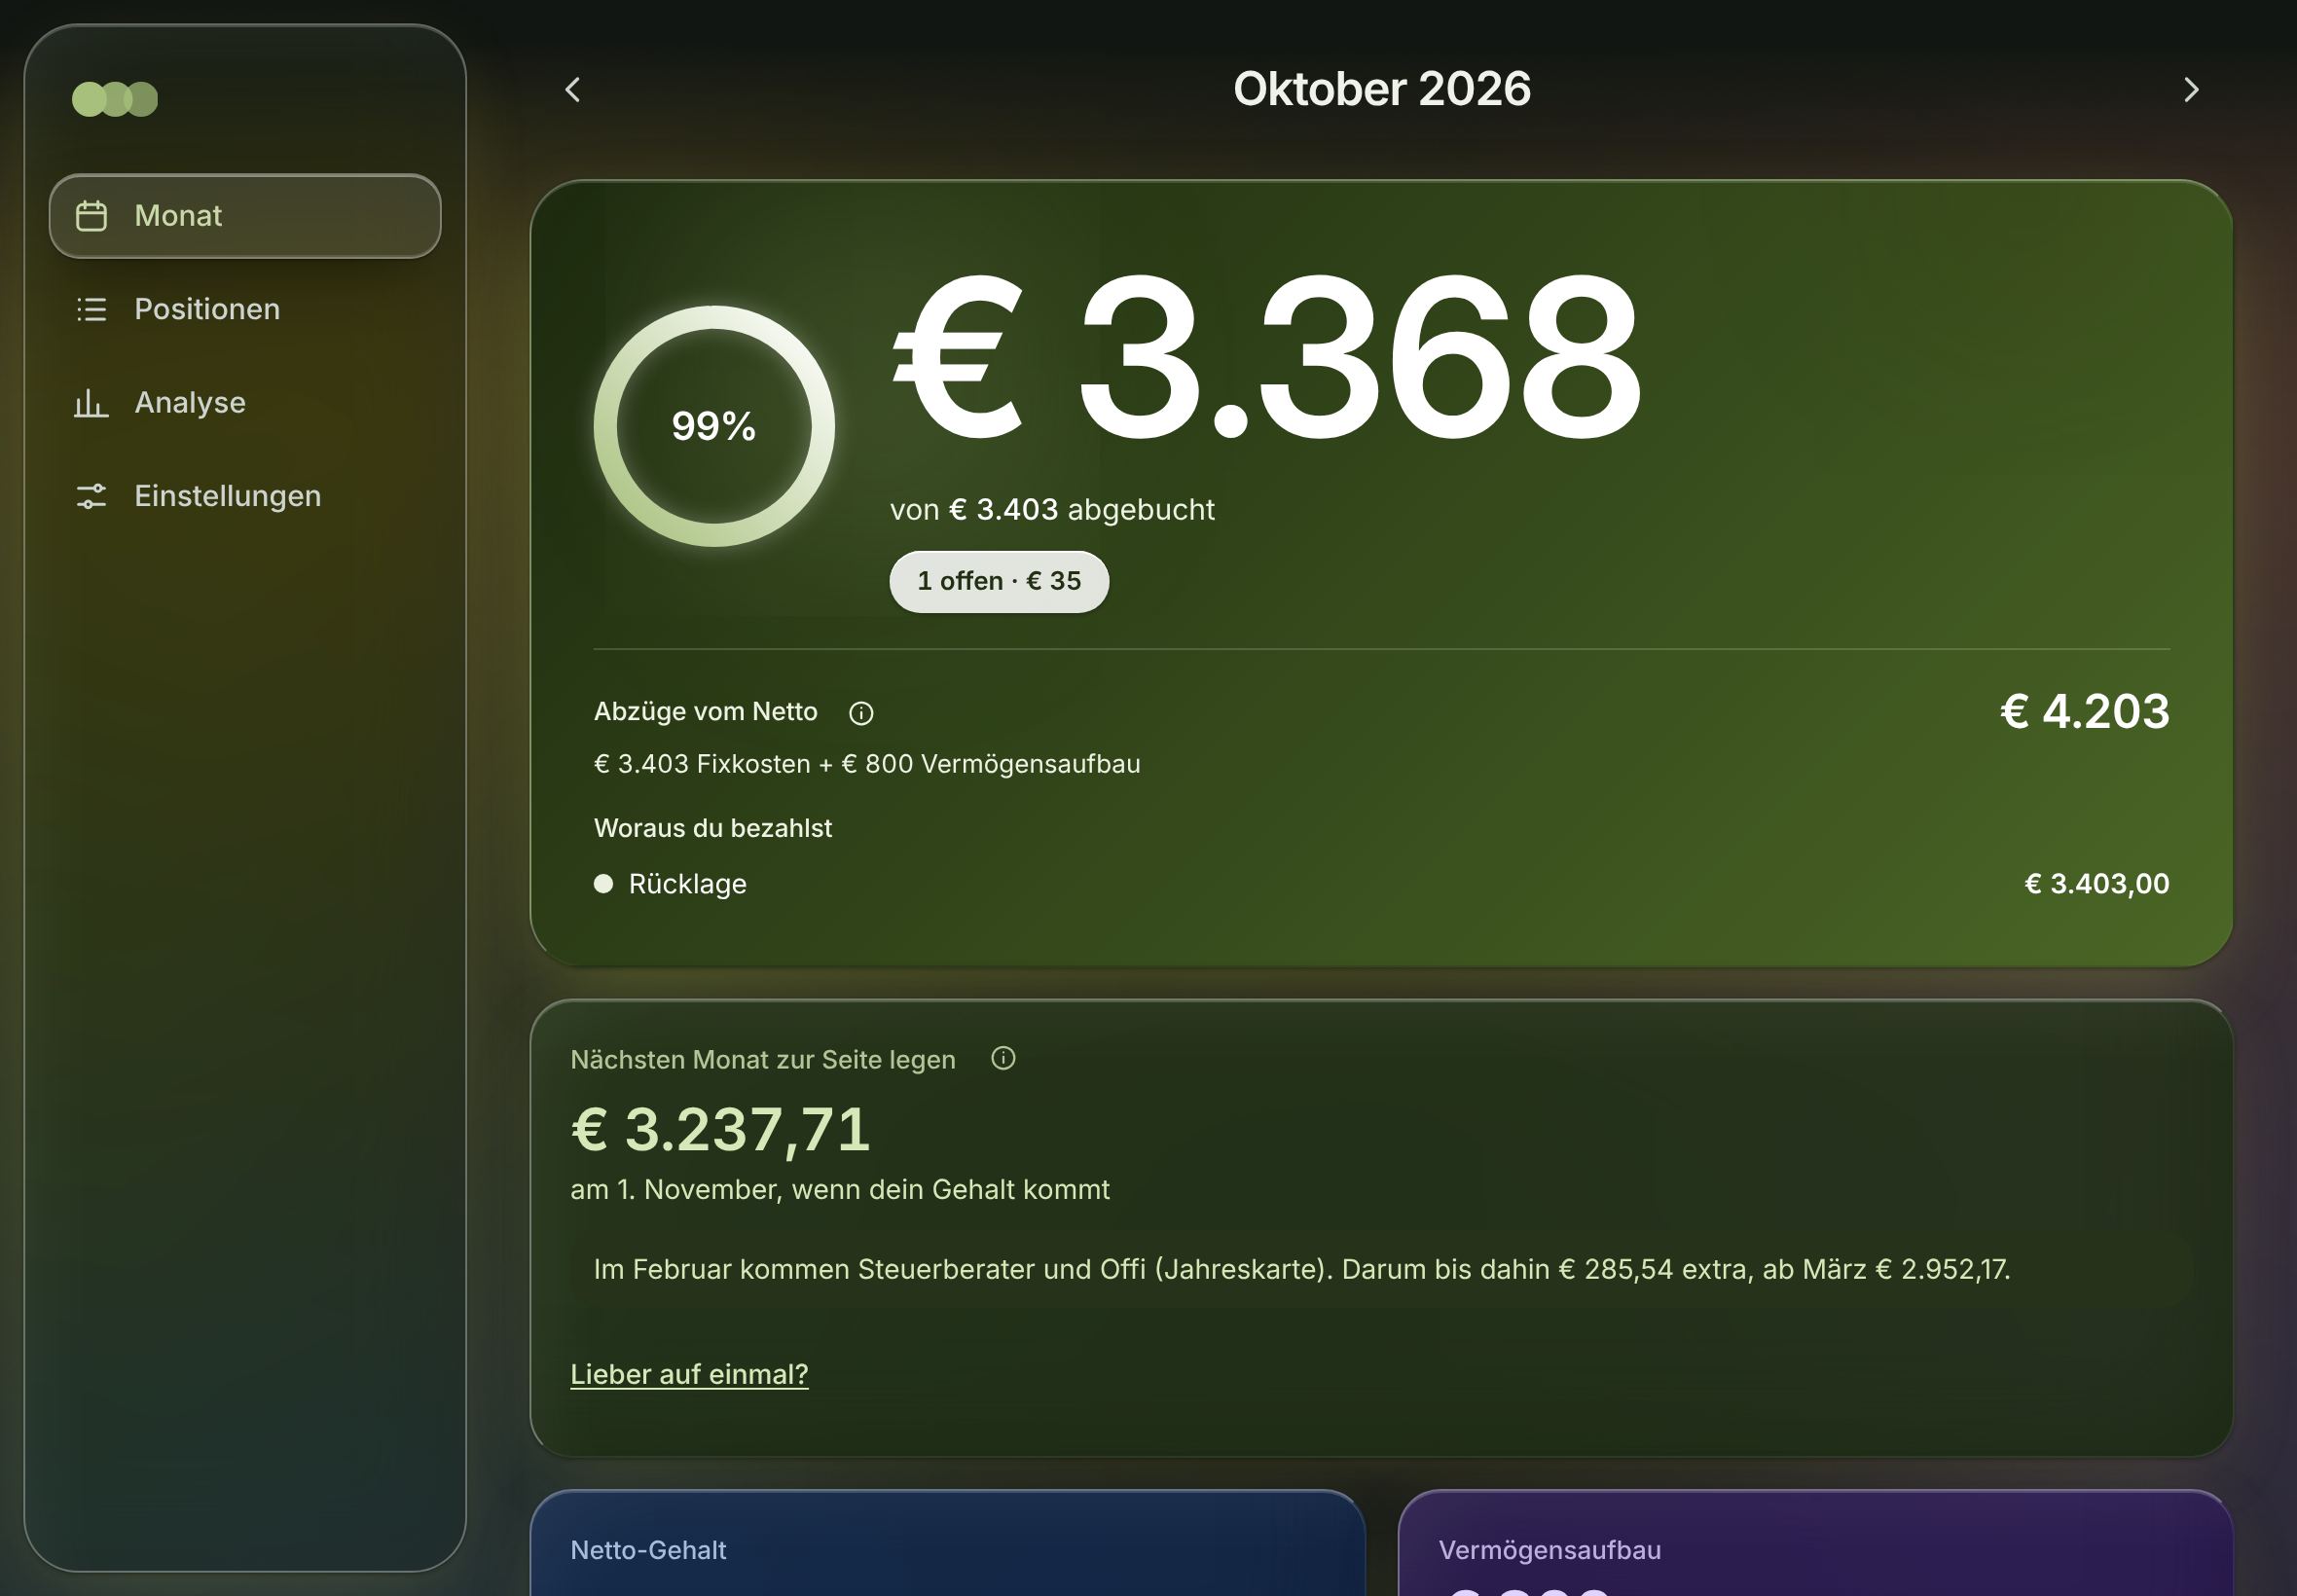 Oktober 2026
Monat
Positionen
Analyse
Einstellungen
99%
€ 3.368
von € 3.403 abgebucht
1 offen · € 35
Abzüge vom Netto
€ 4.203
€ 3.403 Fixkosten + € 800 Vermögensaufbau
Woraus du bezahlst
Rücklage
€ 3.403,00
Nächsten Monat zur Seite legen
€ 3.237,71
am 1. November, wenn dein Gehalt kommt
Im Februar kommen Steuerberater und Offi (Jahreskarte). Darum bis dahin € 285,54 extra, ab März € 2.952,17.
Lieber auf einmal?
Netto-Gehalt
Vermögensaufbau